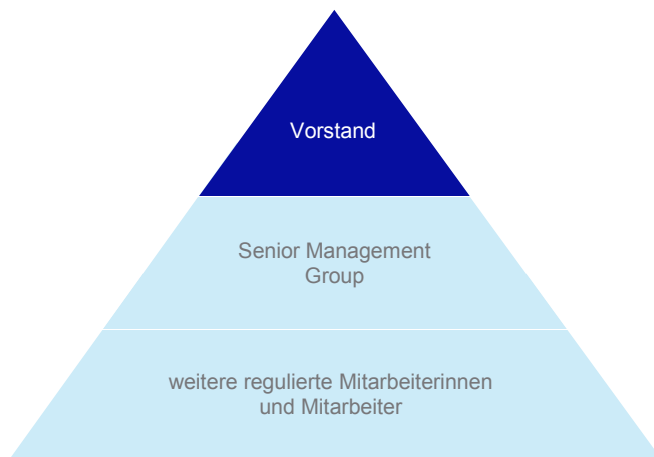 Vorstand
Senior Management
Group
weitere regulierte Mitarbeiterinnen
und Mitarbeiter